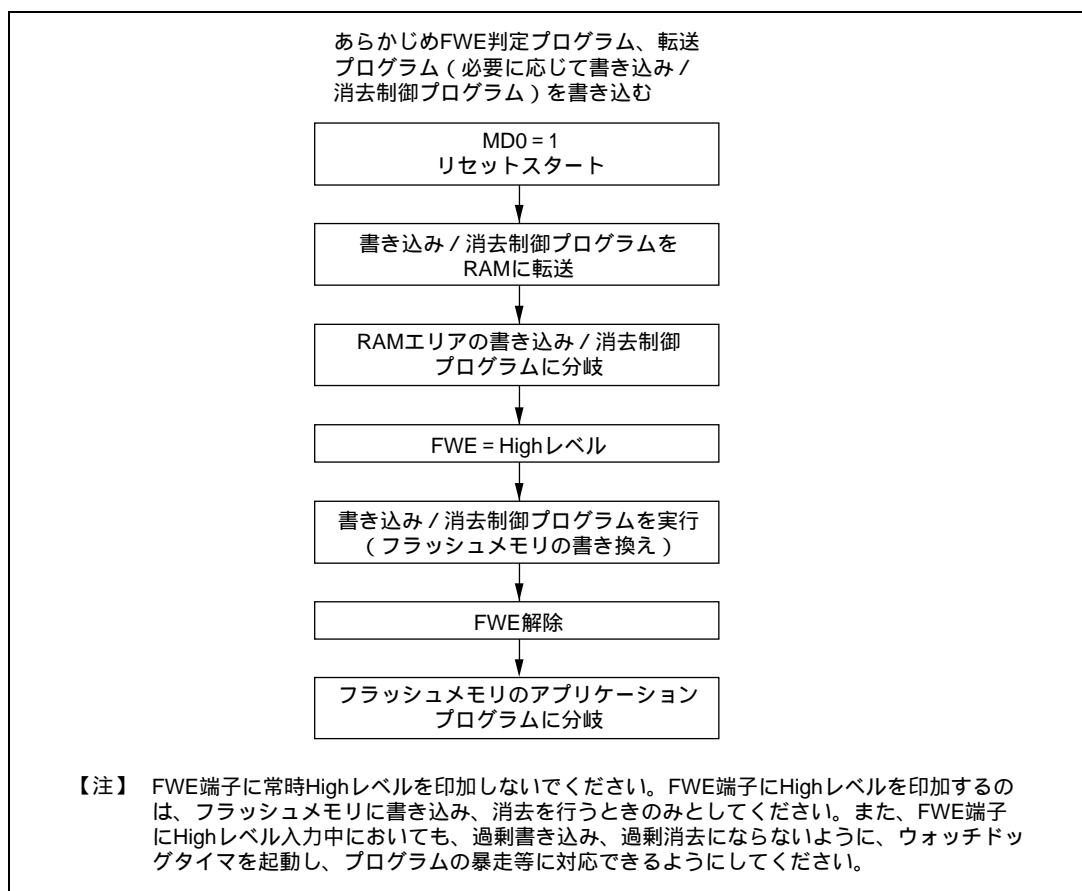 あらかじめFWE判定プログラム、転送
プログラム（必要に応じて書き込み／
消去制御プログラム）を書き込む
MD0 = 1
リセットスタート
書き込み／消去制御プログラムを
RAMに転送
RAMエリアの書き込み／消去制御
プログラムに分岐
FWE = Highレベル
書き込み／消去制御プログラムを実行
（フラッシュメモリの書き換え）
FWE解除
フラッシュメモリのアプリケーション
プログラムに分岐
【注】 FWE端子に常時Highレベルを印加しないでください。FWE端子にHighレベルを印加するの
は、フラッシュメモリに書き込み、消去を行うときのみとしてください。また、FWE端子
にHighレベル入力中においても、過剰書き込み、過剰消去にならないように、ウォッチドッ
グタイマを起動し、プログラムの暴走等に対応できるようにしてください。